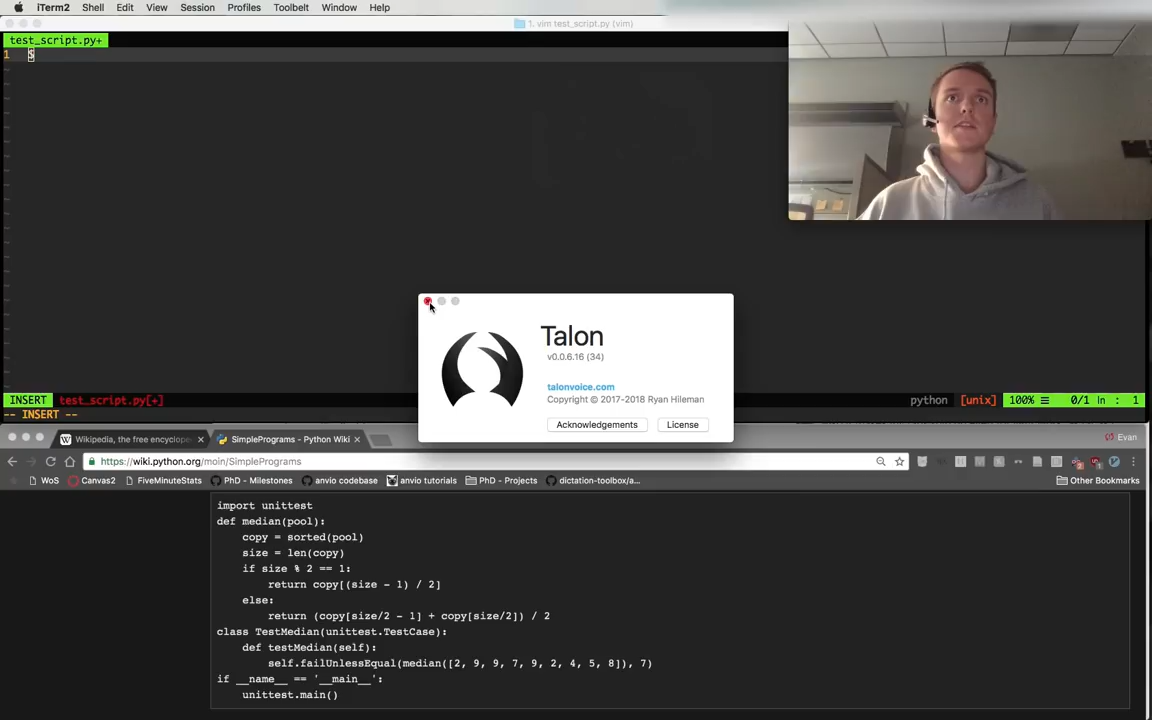 iTerm2 Shell Edit View Session Profiles Toolbelt Window Help
1. vim test_script.py (vim)
test_script.py+
1 $
Talon
v0.0.6.16 (34)
talonvoice.com
Copyright © 2017-2018 Ryan Hileman
Acknowledgements License
INSERT test_script.py[+] python [unix] 100% ☰ 0/1 ln : 1
-- INSERT --
Wikipedia, the free encyclope SimplePrograms - Python Wiki Evan
https://wiki.python.org/moin/SimplePrograms
WoS Canvas2 FiveMinuteStats PhD - Milestones anvio codebase anvio tutorials PhD - Projects dictation-toolbox/a... Other Bookmarks
import unittest
def median(pool):
    copy = sorted(pool)
    size = len(copy)
    if size % 2 == 1:
        return copy[(size - 1) / 2]
    else:
        return (copy[size/2 - 1] + copy[size/2]) / 2
class TestMedian(unittest.TestCase):
    def testMedian(self):
        self.failUnlessEqual(median([2, 9, 9, 7, 9, 2, 4, 5, 8]), 7)
if __name__ == '__main__':
    unittest.main()